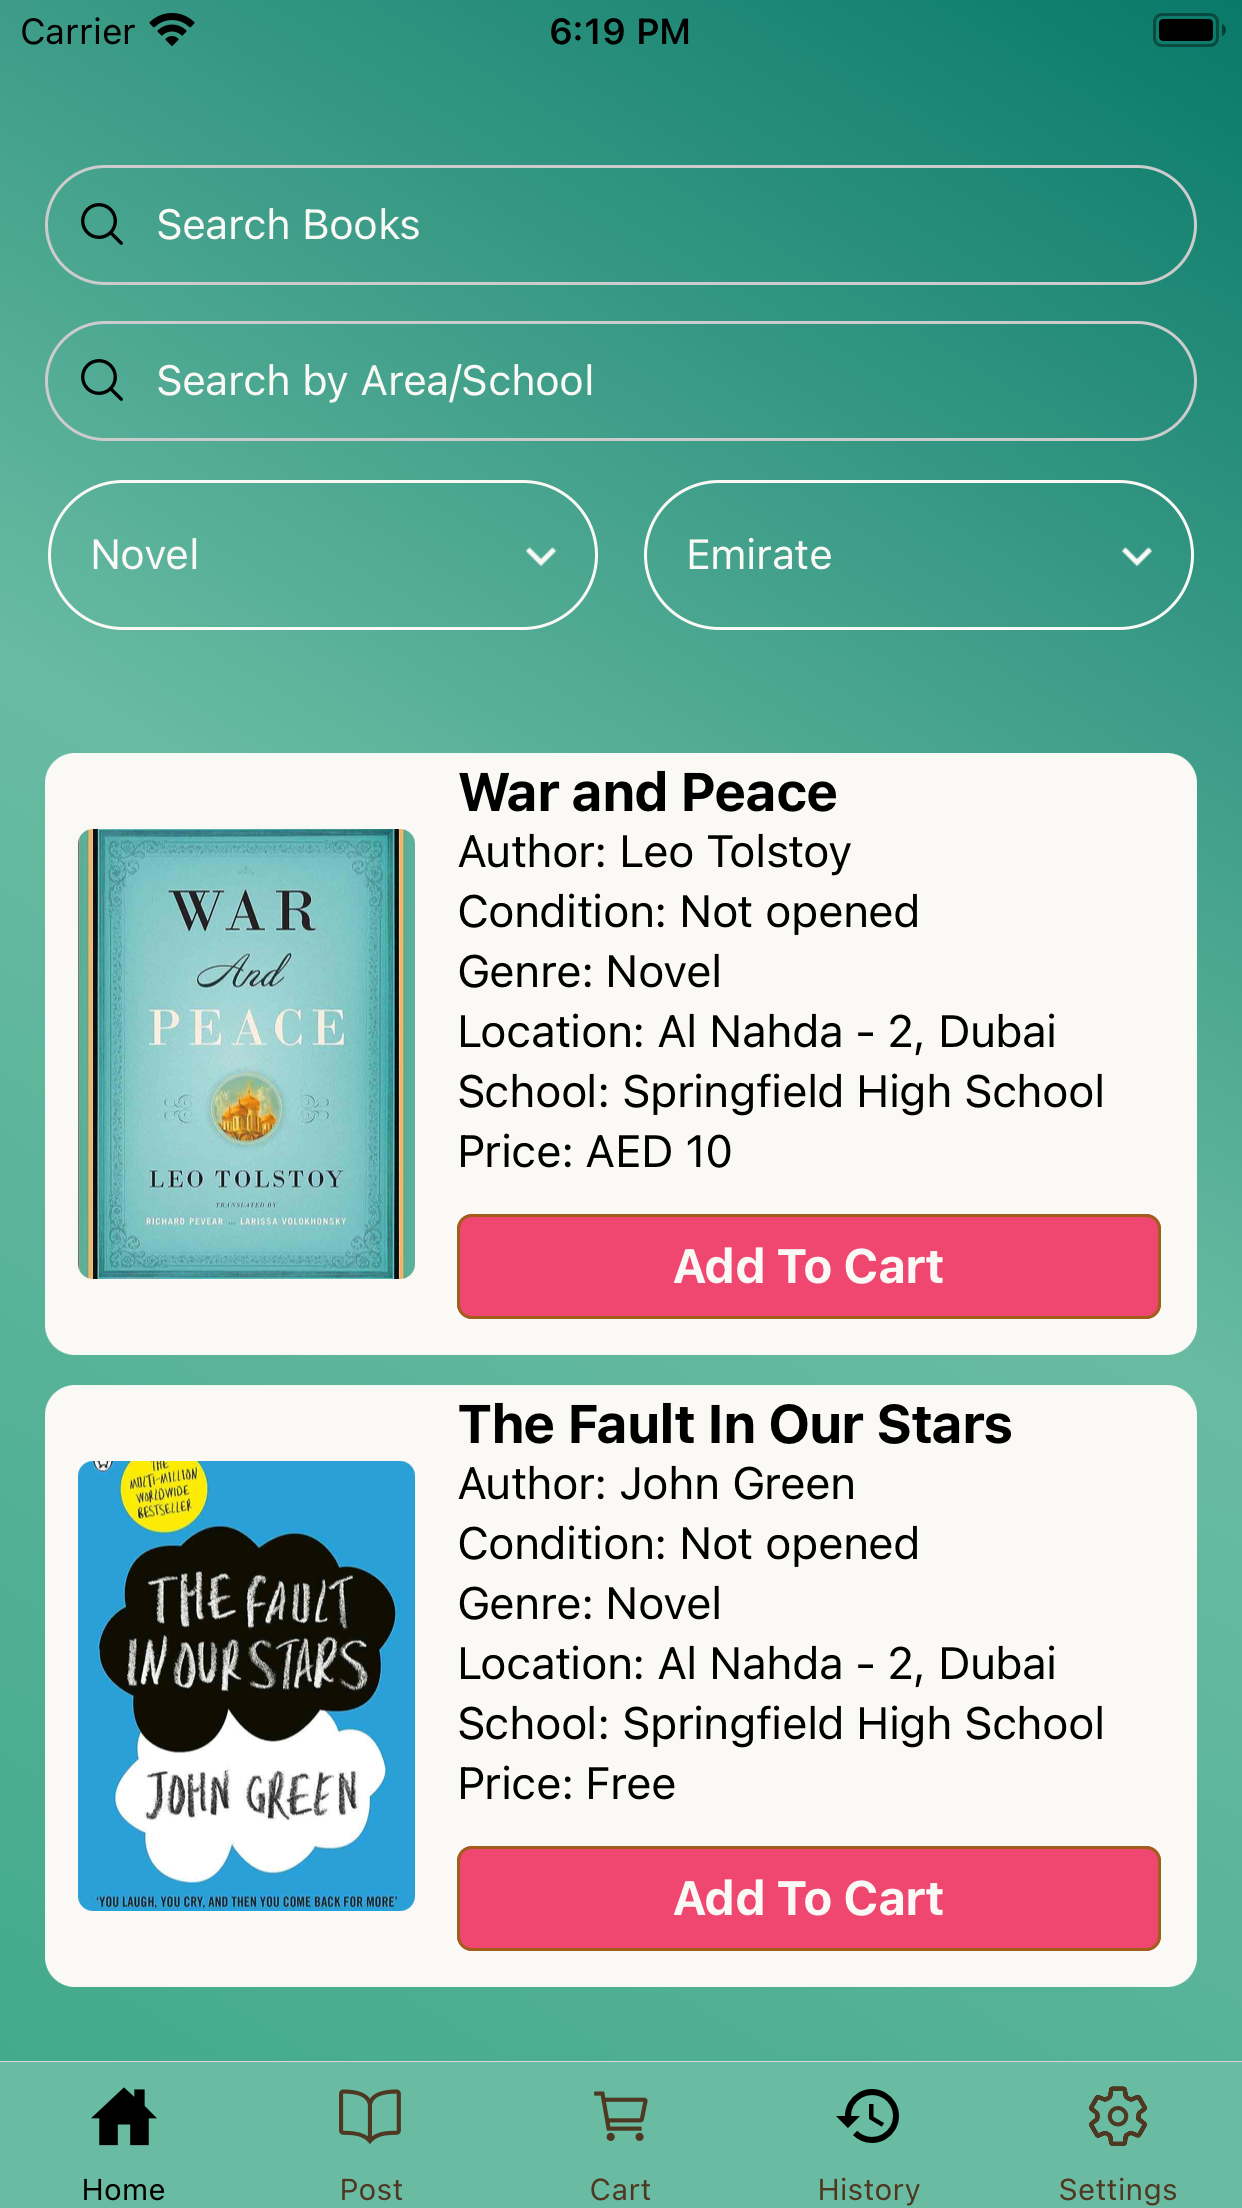 Carrier
6:19 PM
Search Books
Search by Area/School
Novel
Emirate
WAR
And
PEACE
LEO TOLSTOY
TRANSLATED BY
RICHARD PEVEAR
LARISSA VOLOKHONSKY
War and Peace
Author: Leo Tolstoy
Condition: Not opened
Genre: Novel
Location: Al Nahda - 2, Dubai
School: Springfield High School
Price: AED 10
Add To Cart
THE
MULTI-MILLION
WORLDWIDE
BESTSELLER
THE FAULT
IN OUR STARS
JOHN GREEN
'YOU LAUGH, YOU CRY, AND THEN YOU COME BACK FOR MORE'
The Fault In Our Stars
Author: John Green
Condition: Not opened
Genre: Novel
Location: Al Nahda - 2, Dubai
School: Springfield High School
Price: Free
Add To Cart
Home
Post
Cart
History
Settings